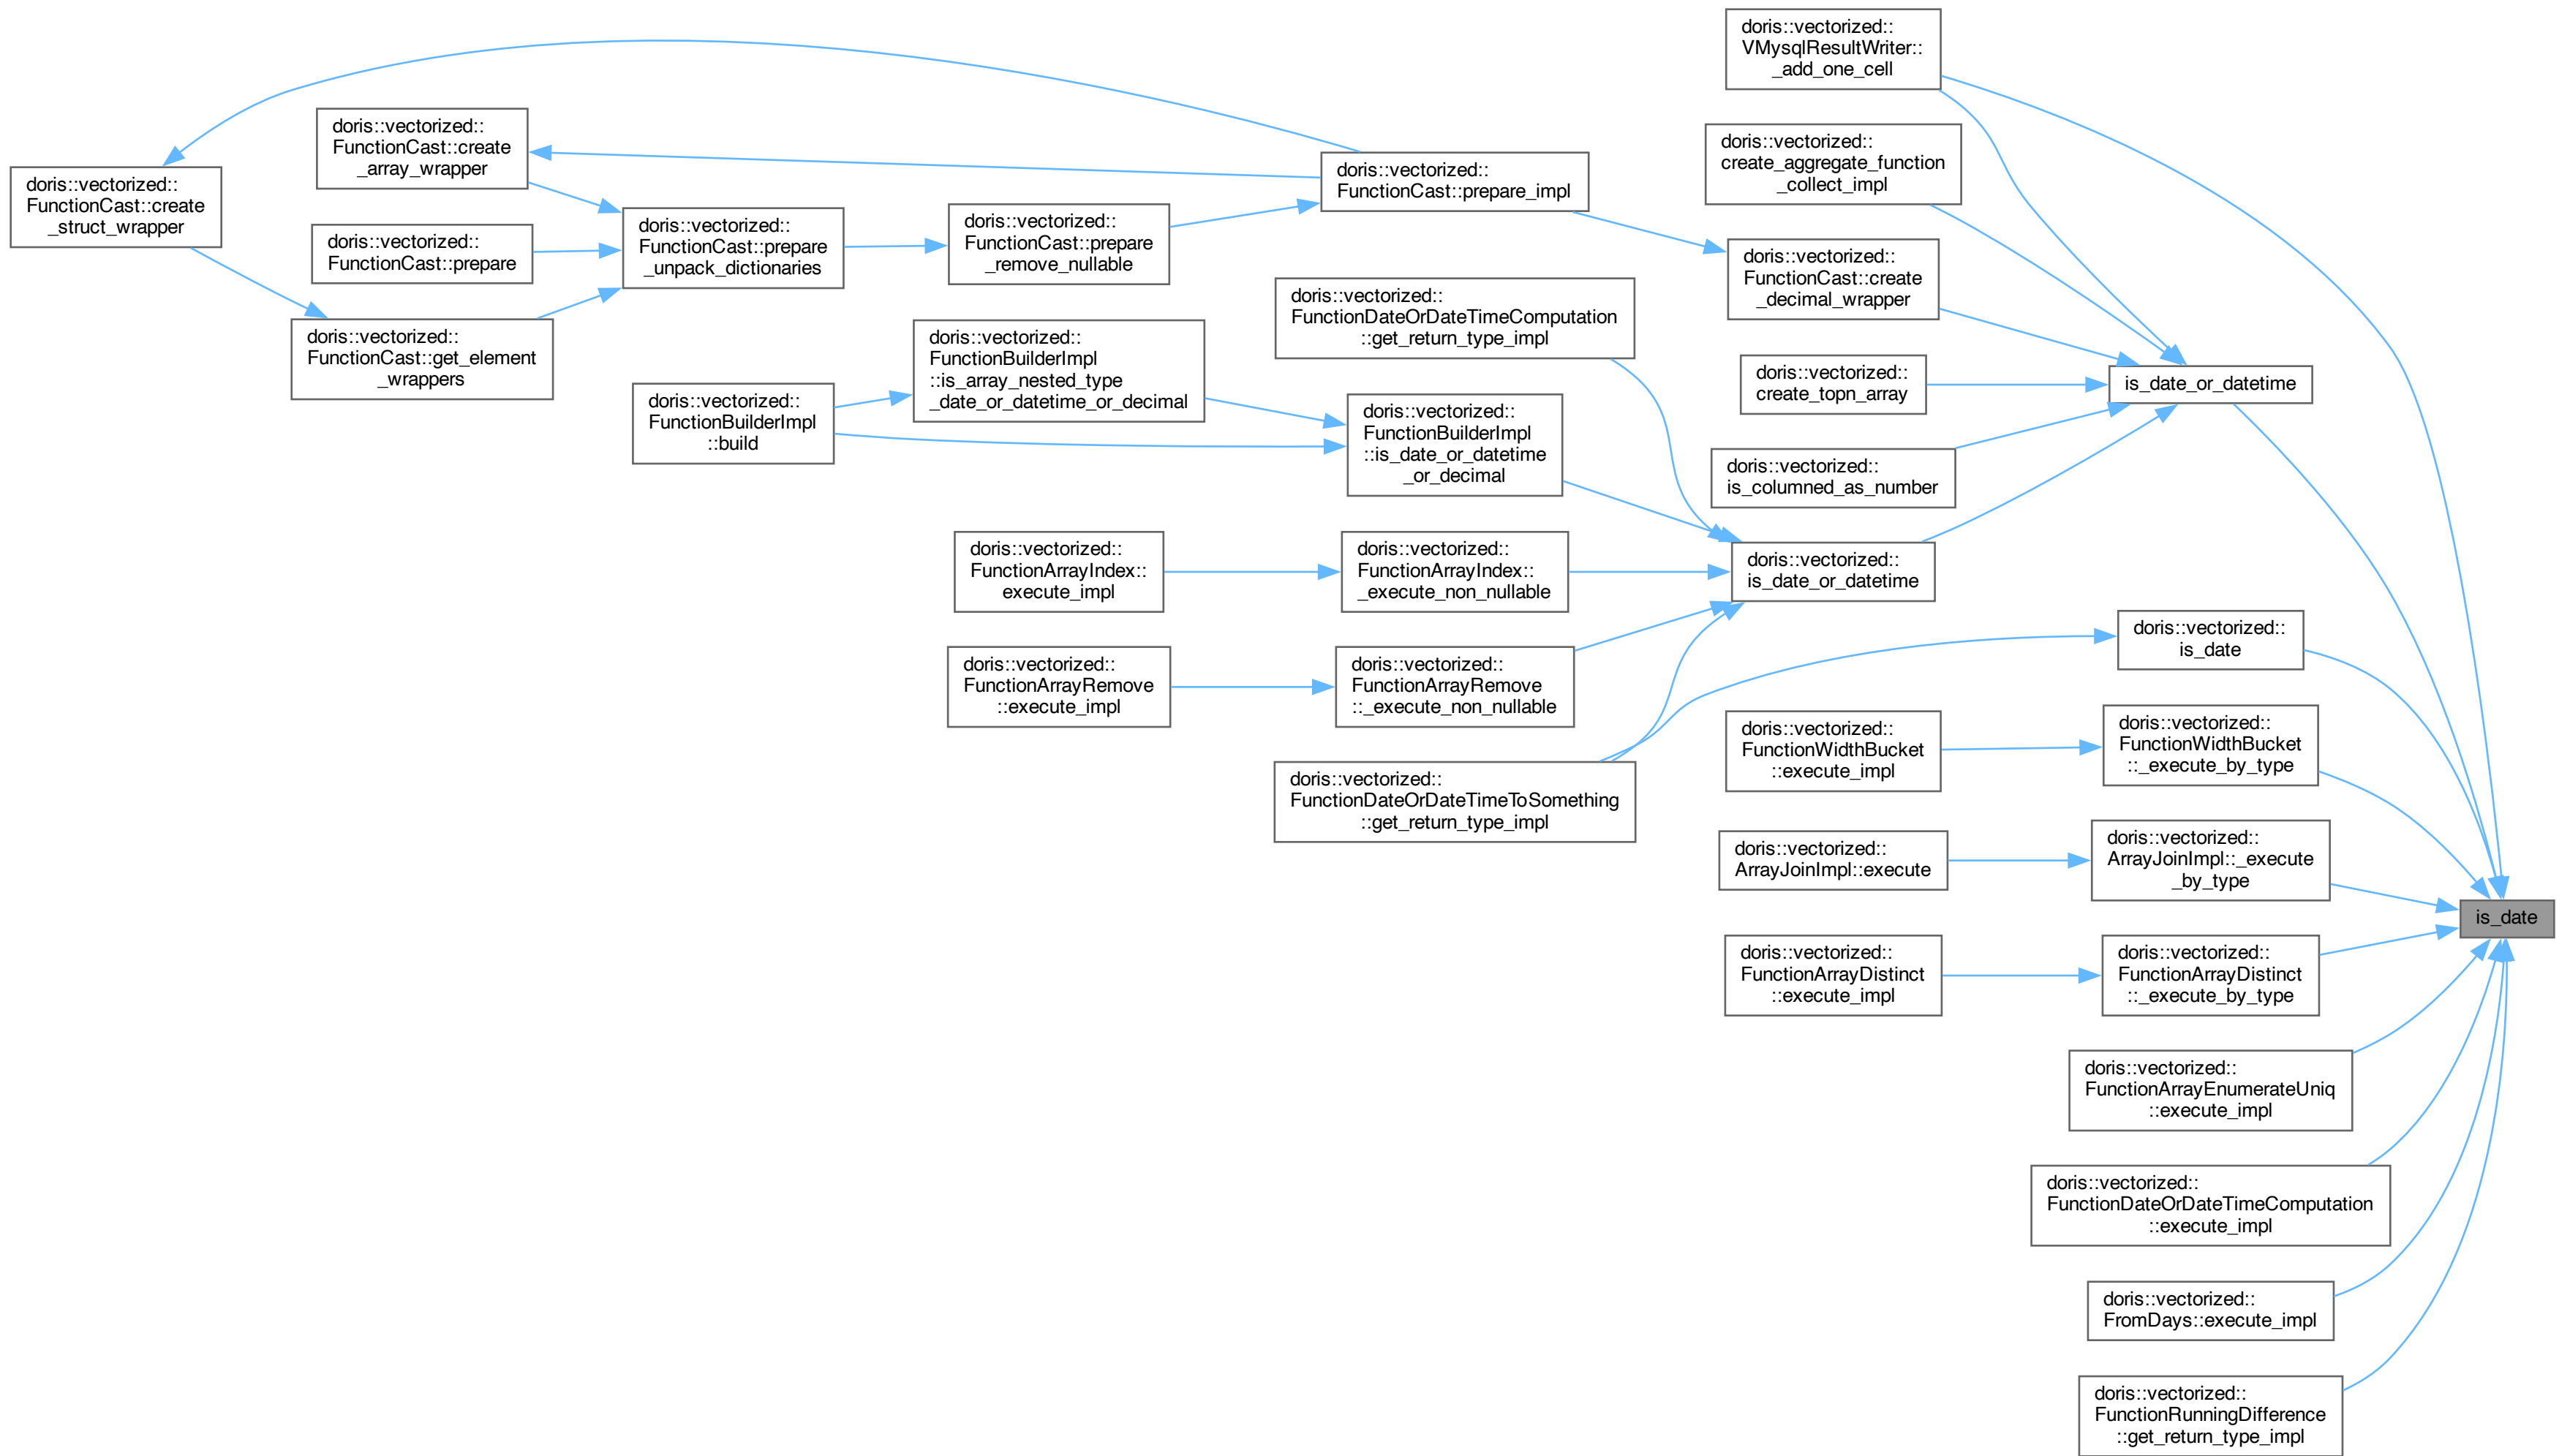 doris::vectorized::
VMysqlResultWriter::
_add_one_cell
doris::vectorized::
FunctionCast::create
_array_wrapper
doris::vectorized::
create_aggregate_function
_collect_impl
doris::vectorized::
FunctionCast::prepare_impl
doris::vectorized::
FunctionCast::create
_struct_wrapper
doris::vectorized::
FunctionCast::prepare
doris::vectorized::
FunctionCast::prepare
_unpack_dictionaries
doris::vectorized::
FunctionCast::prepare
_remove_nullable
doris::vectorized::
FunctionCast::create
_decimal_wrapper
doris::vectorized::
FunctionDateOrDateTimeComputation
::get_return_type_impl
doris::vectorized::
FunctionCast::get_element
_wrappers
doris::vectorized::
FunctionBuilderImpl
::is_array_nested_type
_date_or_datetime_or_decimal
doris::vectorized::
create_topn_array
is_date_or_datetime
doris::vectorized::
FunctionBuilderImpl
::build
doris::vectorized::
FunctionBuilderImpl
::is_date_or_datetime
_or_decimal
doris::vectorized::
is_columned_as_number
doris::vectorized::
FunctionArrayIndex::
execute_impl
doris::vectorized::
FunctionArrayIndex::
_execute_non_nullable
doris::vectorized::
is_date_or_datetime
doris::vectorized::
is_date
doris::vectorized::
FunctionArrayRemove
::execute_impl
doris::vectorized::
FunctionArrayRemove
::_execute_non_nullable
doris::vectorized::
FunctionWidthBucket
::execute_impl
doris::vectorized::
FunctionWidthBucket
::_execute_by_type
doris::vectorized::
FunctionDateOrDateTimeToSomething
::get_return_type_impl
doris::vectorized::
ArrayJoinImpl::execute
doris::vectorized::
ArrayJoinImpl::_execute
_by_type
is_date
doris::vectorized::
FunctionArrayDistinct
::execute_impl
doris::vectorized::
FunctionArrayDistinct
::_execute_by_type
doris::vectorized::
FunctionArrayEnumerateUniq
::execute_impl
doris::vectorized::
FunctionDateOrDateTimeComputation
::execute_impl
doris::vectorized::
FromDays::execute_impl
doris::vectorized::
FunctionRunningDifference
::get_return_type_impl